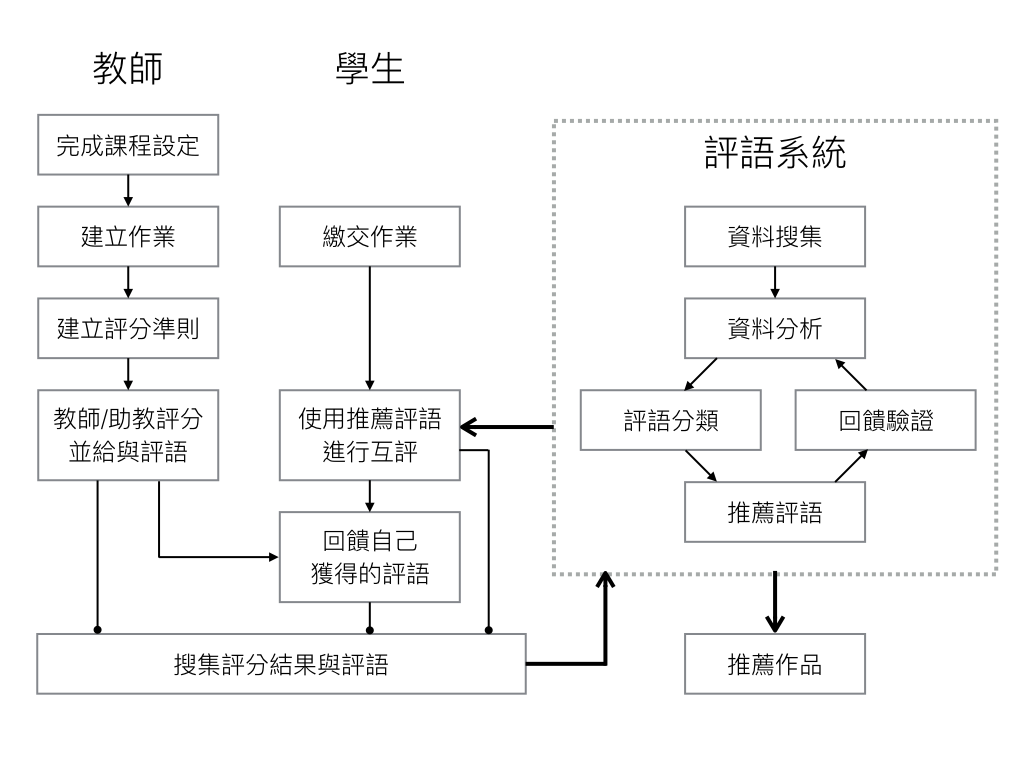 教師
學生
完成課程設定
建立作業
建立評分準則
教師/助教評分
並給與評語
繳交作業
使用推薦評語
進行互評
回饋自己
獲得的評語
搜集評分結果與評語
評語系統
資料搜集
資料分析
評語分類
回饋驗證
推薦評語
推薦作品